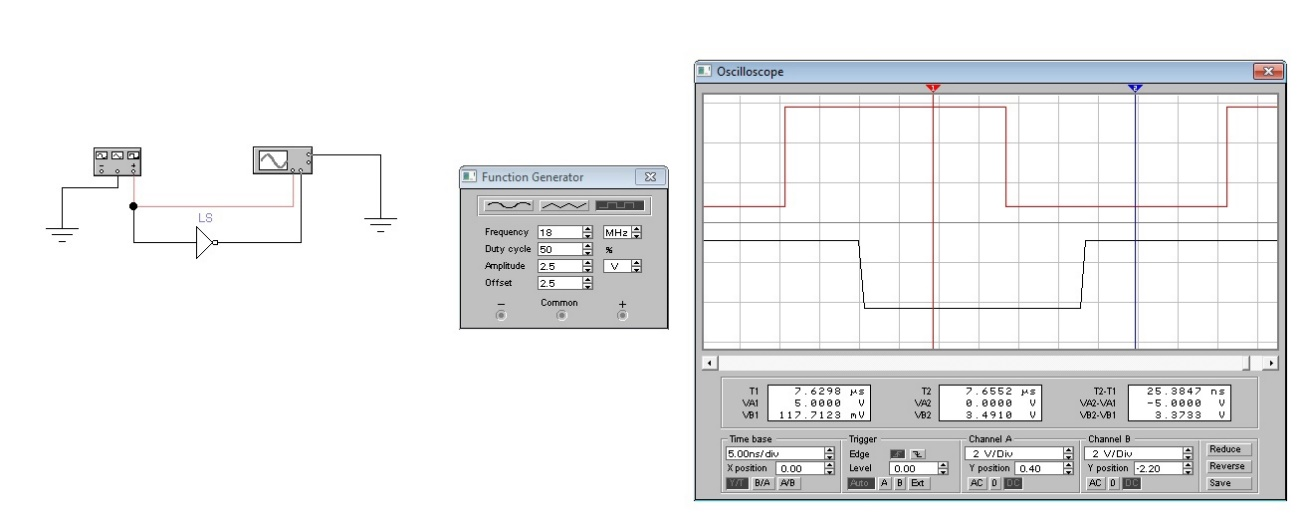 Oscilloscope
1
2
LS
Function Generator
- +
Frequency 18 MHz
Duty cycle 50 %
Amplitude 2.5 V
Offset 2.5
- Common +
T1 7.6298 µs
VA1 5.0000 V
VB1 117.7123 mV
T2 7.6552 µs
VA2 0.0000 V
VB2 3.4910 V
T2-T1 25.3847 ns
VA2-VA1 -5.0000 V
VB2-VB1 3.3733 V
Time base
5.00ns/div
X position 0.00
Y/T B/A A/B
Trigger
Edge
Level 0.00
Auto A B Ext
Channel A
2 V/Div
Y position 0.40
AC 0 DC
Channel B
2 V/Div
Y position -2.20
AC 0 DC
Reduce
Reverse
Save